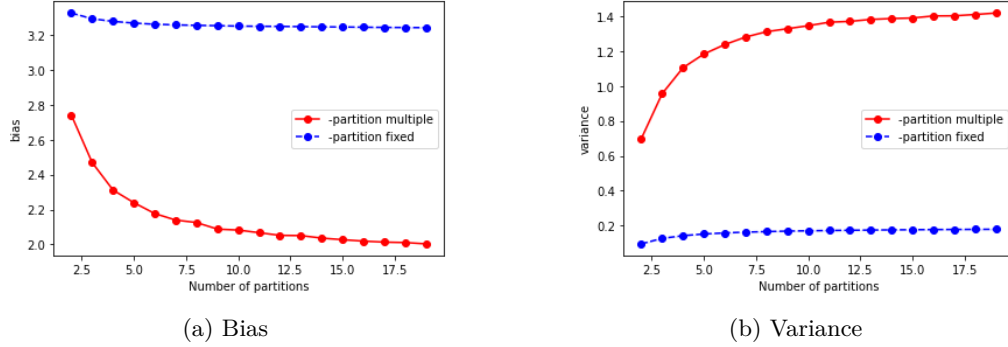 3.2
3.0
2.8
2.6
2.4
2.2
2.0
bias
-partition multiple
-partition fixed
2.5 5.0 7.5 10.0 12.5 15.0 17.5
Number of partitions
(a) Bias
1.4
1.2
1.0
0.8
0.6
0.4
0.2
variance
-partition multiple
-partition fixed
2.5 5.0 7.5 10.0 12.5 15.0 17.5
Number of partitions
(b) Variance